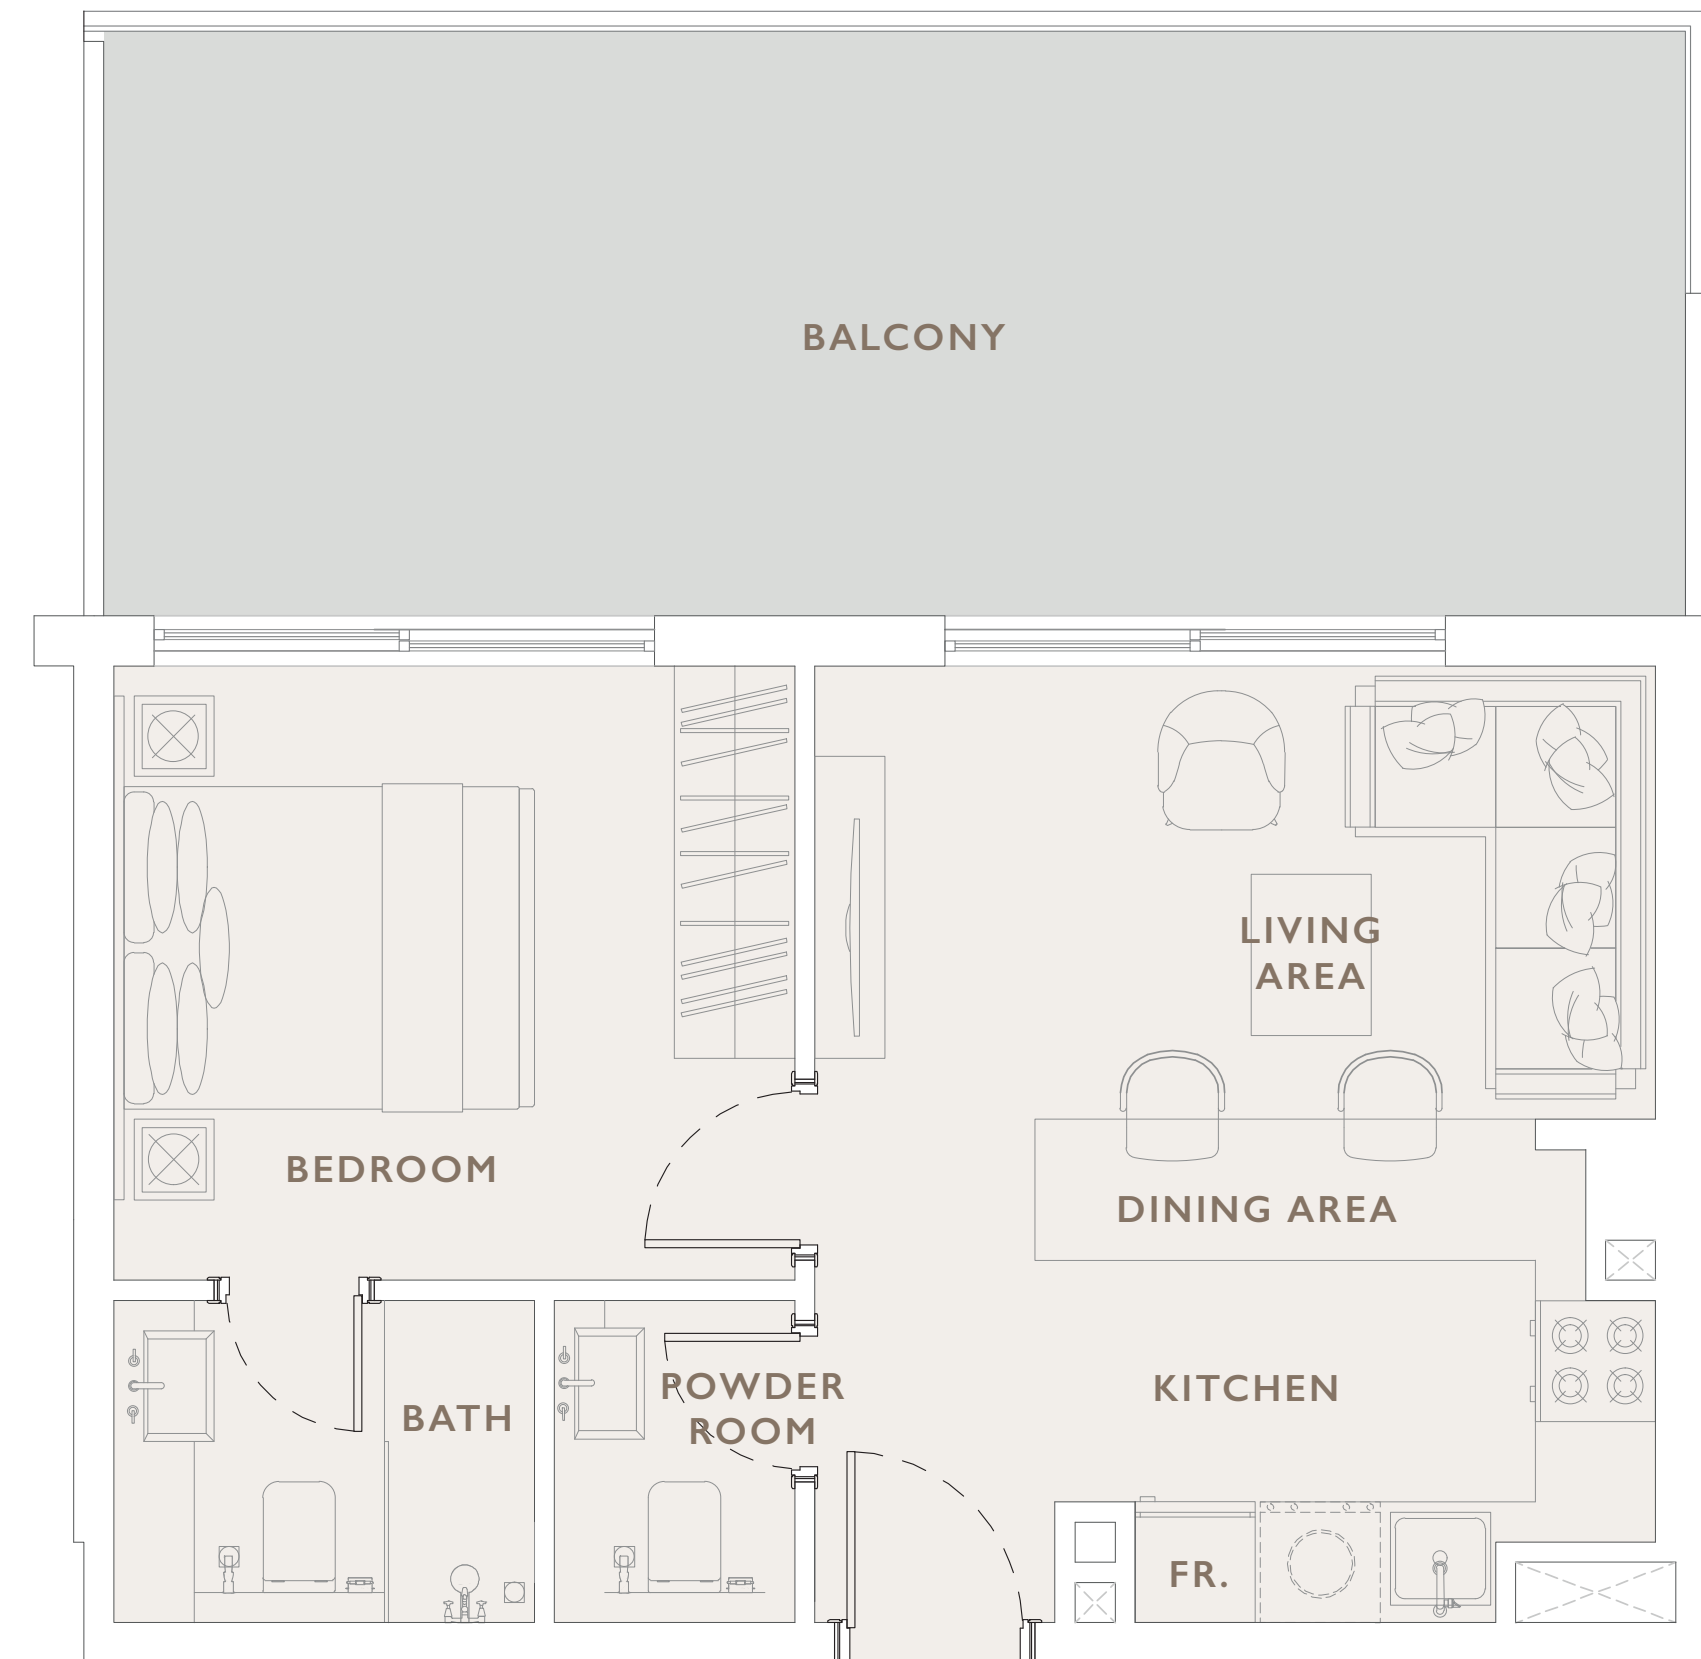 BALCONY
LIVING
AREA
BEDROOM
DINING AREA
POWDER
ROOM
KITCHEN
BATH
FR.